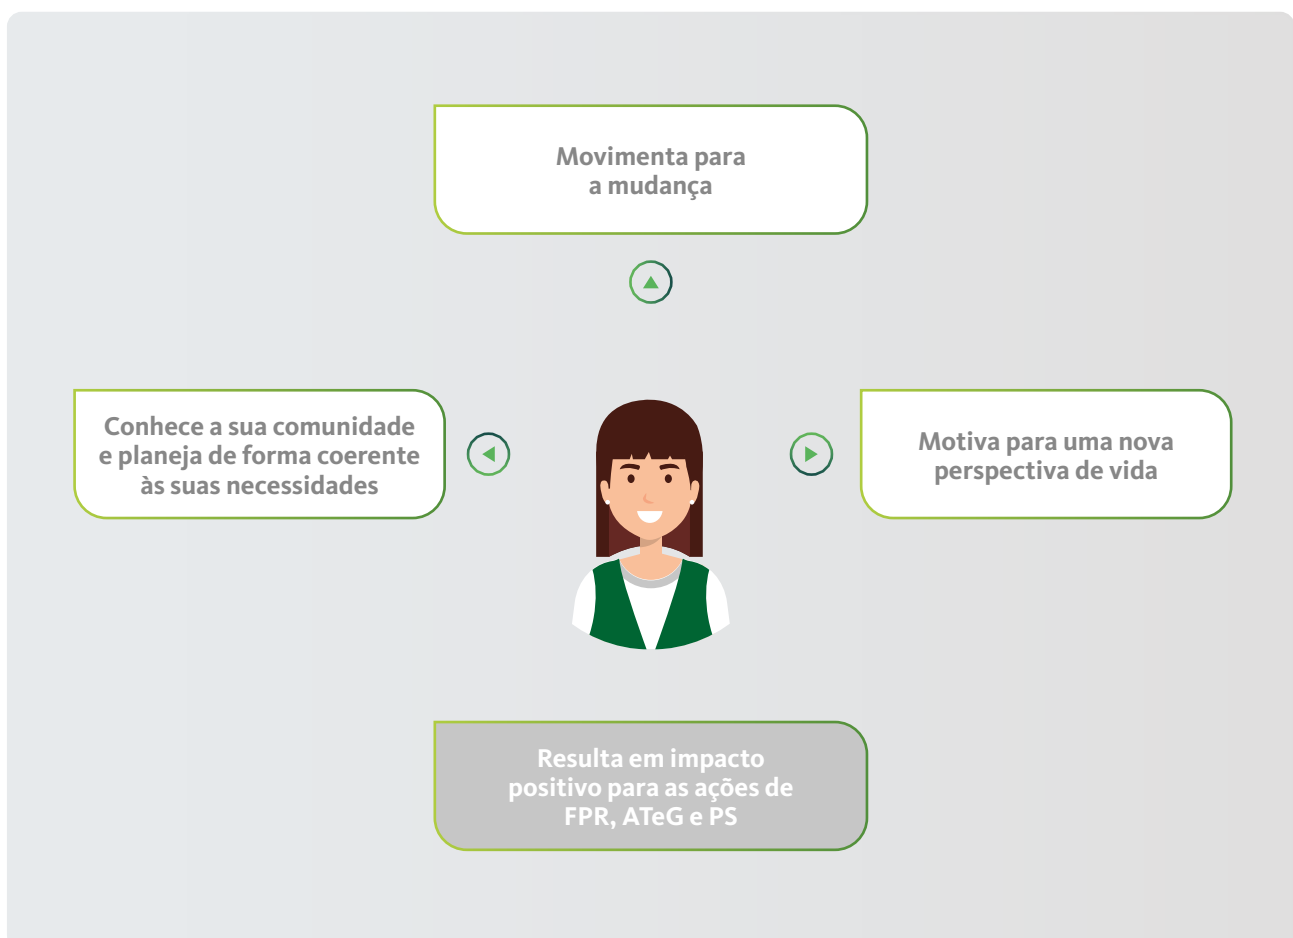 Movimenta para
a mudança
Conhece a sua comunidade
e planeja de forma coerente
às suas necessidades
Motiva para uma nova
perspectiva de vida
Resulta em impacto
positivo para as ações de
FPR, ATeG e PS